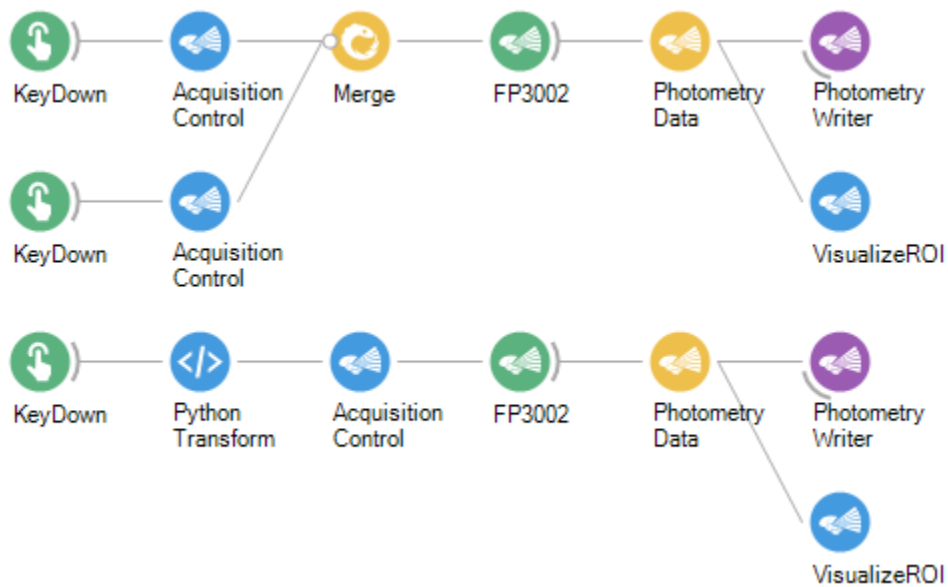 KeyDown
Acquisition
Control
Merge
FP3002
Photometry
Data
Photometry
Writer
KeyDown
Acquisition
Control
VisualizeROI
KeyDown
</>
Python
Transform
Acquisition
Control
FP3002
Photometry
Data
Photometry
Writer
VisualizeROI